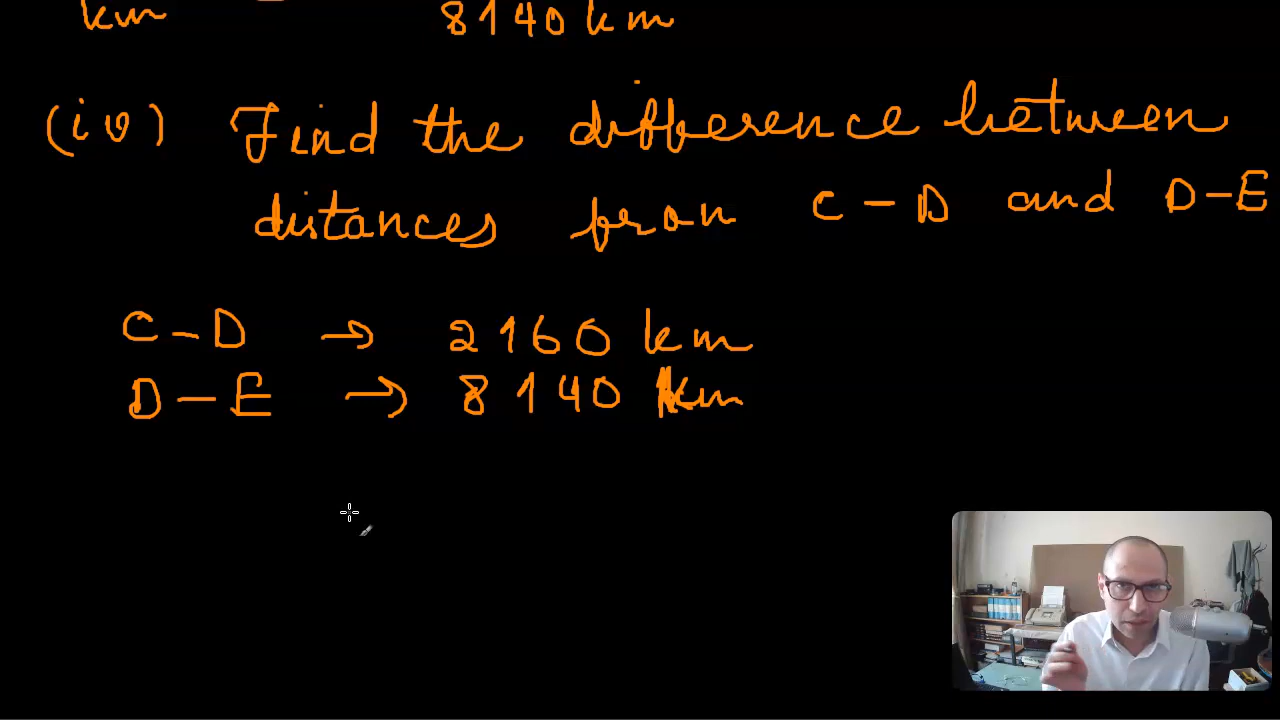 km 8140 km
(iv) Find the difference between
distances from C - D and D - E
C - D → 2160 km
D - E → 8140 km